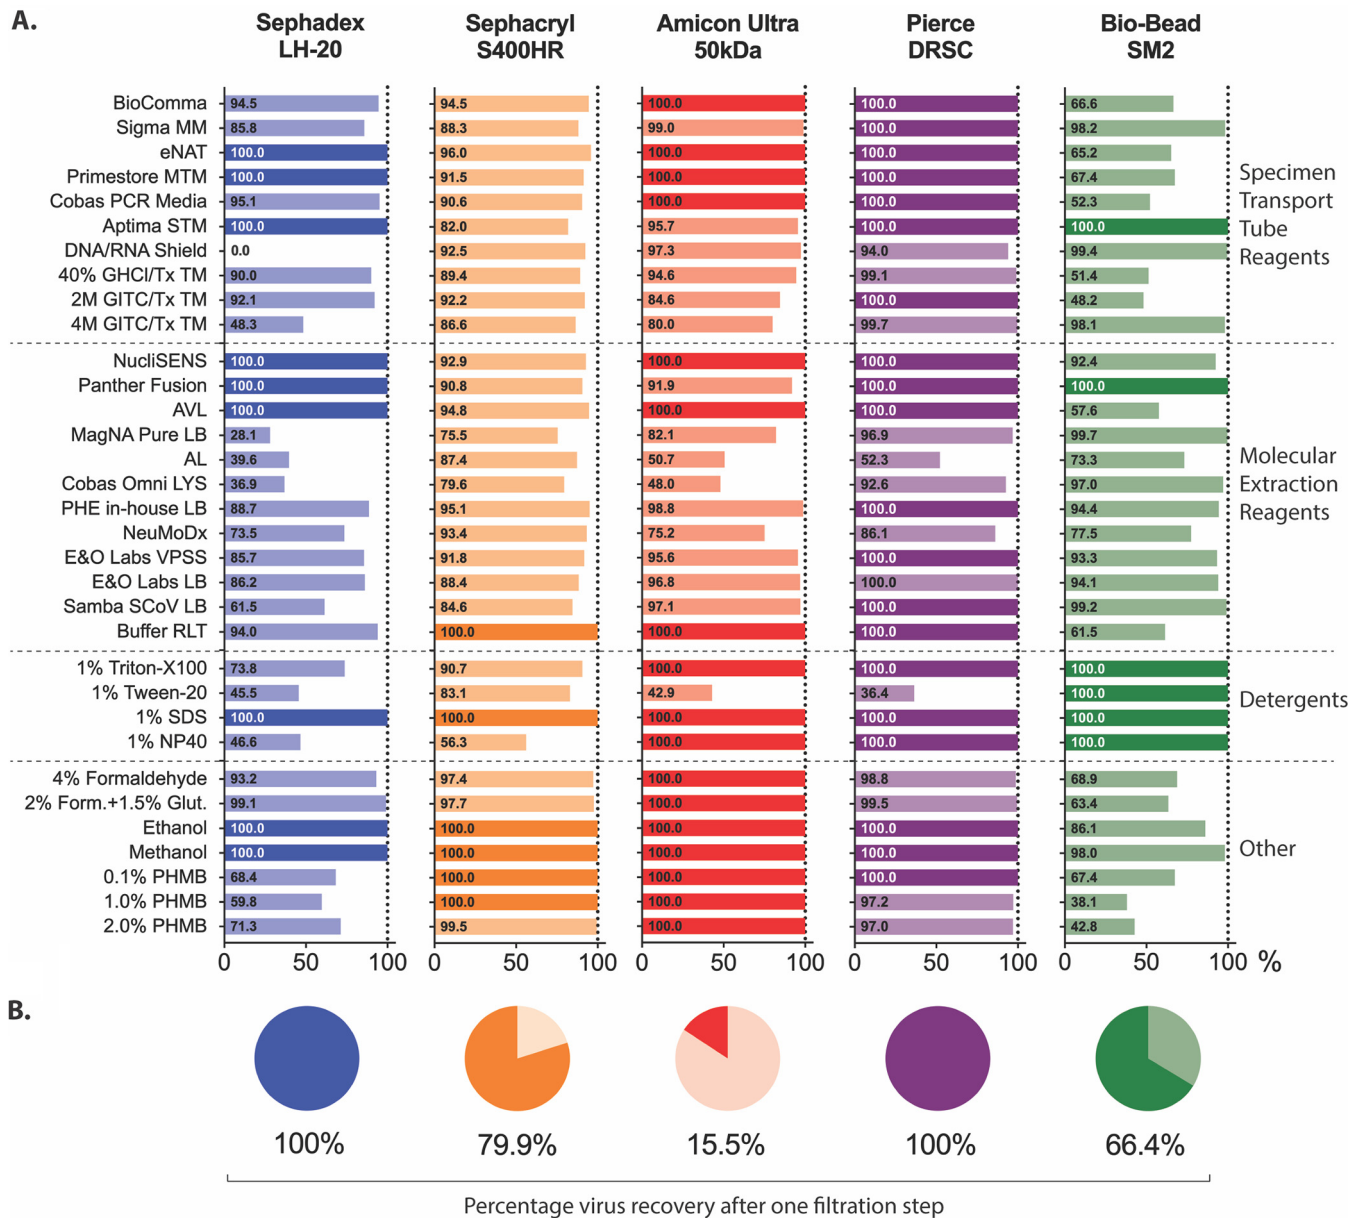 A.
Sephadex LH-20 Sephacryl S400HR Amicon Ultra 50kDa Pierce DRSC Bio-Bead SM2
BioComma 94.5 94.5 100.0 100.0 66.6
Sigma MM 85.8 88.3 99.0 100.0 98.2
eNAT 100.0 96.0 100.0 100.0 65.2
Primestore MTM 100.0 91.5 100.0 100.0 67.4
Cobas PCR Media 95.1 90.6 100.0 100.0 52.3
Aptima STM 100.0 82.0 95.7 100.0 100.0
DNA/RNA Shield 0.0 92.5 97.3 94.0 99.4
40% GHCl/Tx TM 90.0 89.4 94.6 99.1 51.4
2M GITC/Tx TM 92.1 92.2 84.6 100.0 48.2
4M GITC/Tx TM 48.3 86.6 80.0 99.7 98.1
Specimen
Transport
Tube
Reagents
NucliSENS 100.0 92.9 100.0 100.0 92.4
Panther Fusion 100.0 90.8 91.9 100.0 100.0
AVL 100.0 94.8 100.0 100.0 57.6
MagNA Pure LB 28.1 75.5 82.1 96.9 99.7
AL 39.6 87.4 50.7 52.3 73.3
Cobas Omni LYS 36.9 79.6 48.0 92.6 97.0
PHE in-house LB 88.7 95.1 98.8 100.0 94.4
NeuMoDx 73.5 93.4 75.2 86.1 77.5
E&O Labs VPSS 85.7 91.8 95.6 100.0 93.3
E&O Labs LB 86.2 88.4 96.8 100.0 94.1
Samba SCoV LB 61.5 84.6 97.1 100.0 99.2
Buffer RLT 94.0 100.0 100.0 100.0 61.5
Molecular
Extraction
Reagents
1% Triton-X100 73.8 90.7 100.0 100.0 100.0
1% Tween-20 45.5 83.1 42.9 36.4 100.0
1% SDS 100.0 100.0 100.0 100.0 100.0
1% NP40 46.6 56.3 100.0 100.0 100.0
Detergents
4% Formaldehyde 93.2 97.4 100.0 98.8 68.9
2% Form.+1.5% Glut. 99.1 97.7 100.0 99.5 63.4
Ethanol 100.0 100.0 100.0 100.0 86.1
Methanol 100.0 100.0 100.0 100.0 98.0
0.1% PHMB 68.4 100.0 100.0 100.0 67.4
1.0% PHMB 59.8 100.0 100.0 97.2 38.1
2.0% PHMB 71.3 99.5 100.0 97.0 42.8
Other
0 50 100 0 50 100 0 50 100 0 50 100 0 50 100 %
B.
100% 79.9% 15.5% 100% 66.4%
Percentage virus recovery after one filtration step